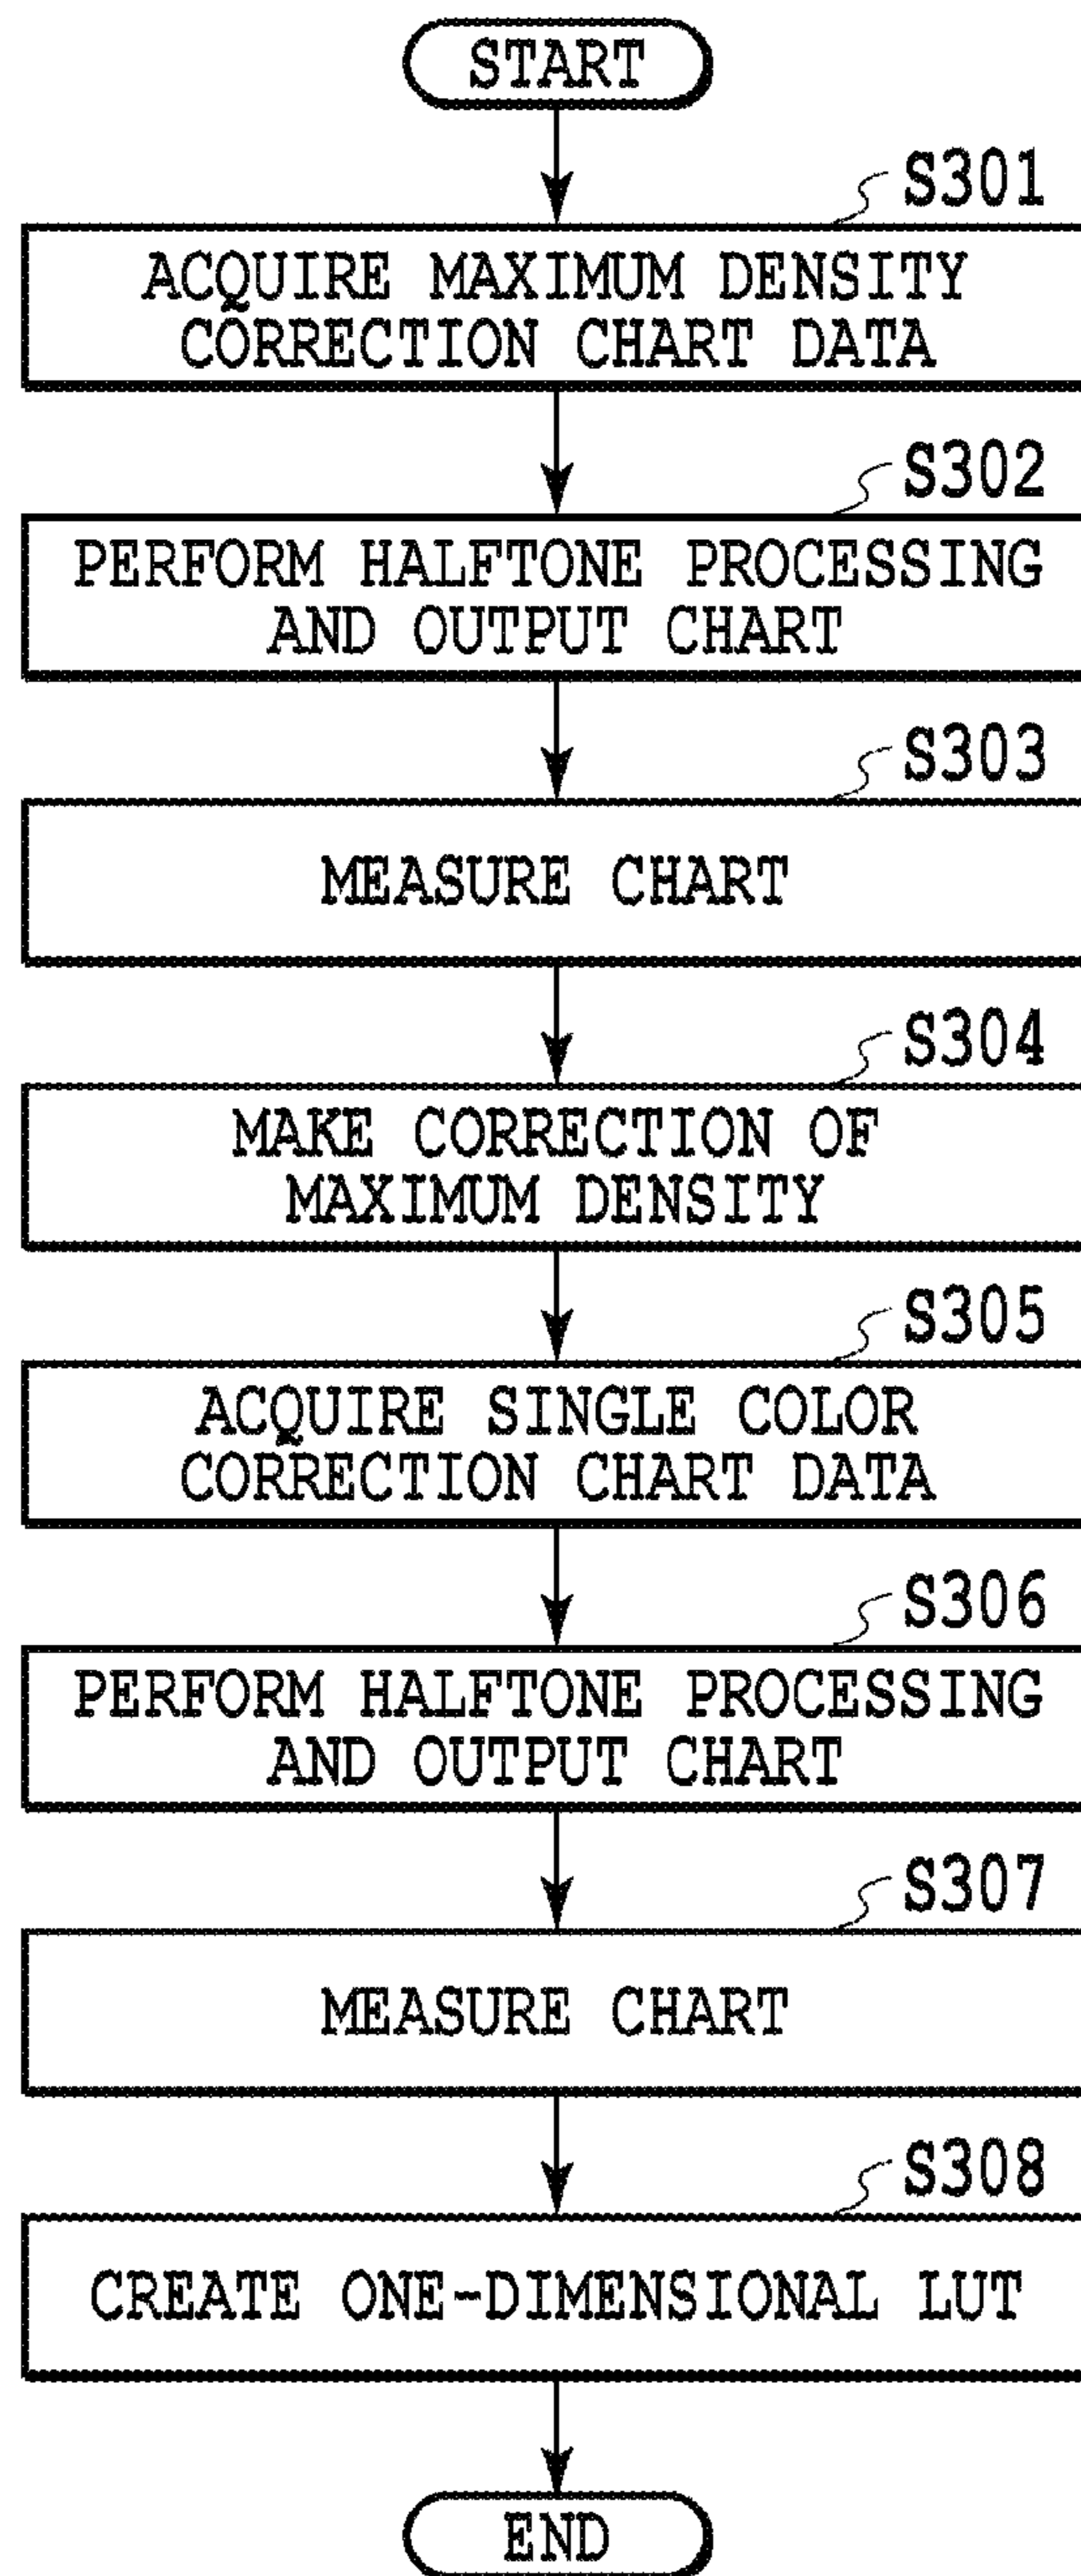 START
S301
ACQUIRE MAXIMUM DENSITY
CORRECTION CHART DATA
S302
PERFORM HALFTONE PROCESSING
AND OUTPUT CHART
S303
MEASURE CHART
S304
MAKE CORRECTION OF
MAXIMUM DENSITY
S305
ACQUIRE SINGLE COLOR
CORRECTION CHART DATA
S306
PERFORM HALFTONE PROCESSING
AND OUTPUT CHART
S307
MEASURE CHART
S308
CREATE ONE-DIMENSIONAL LUT
END